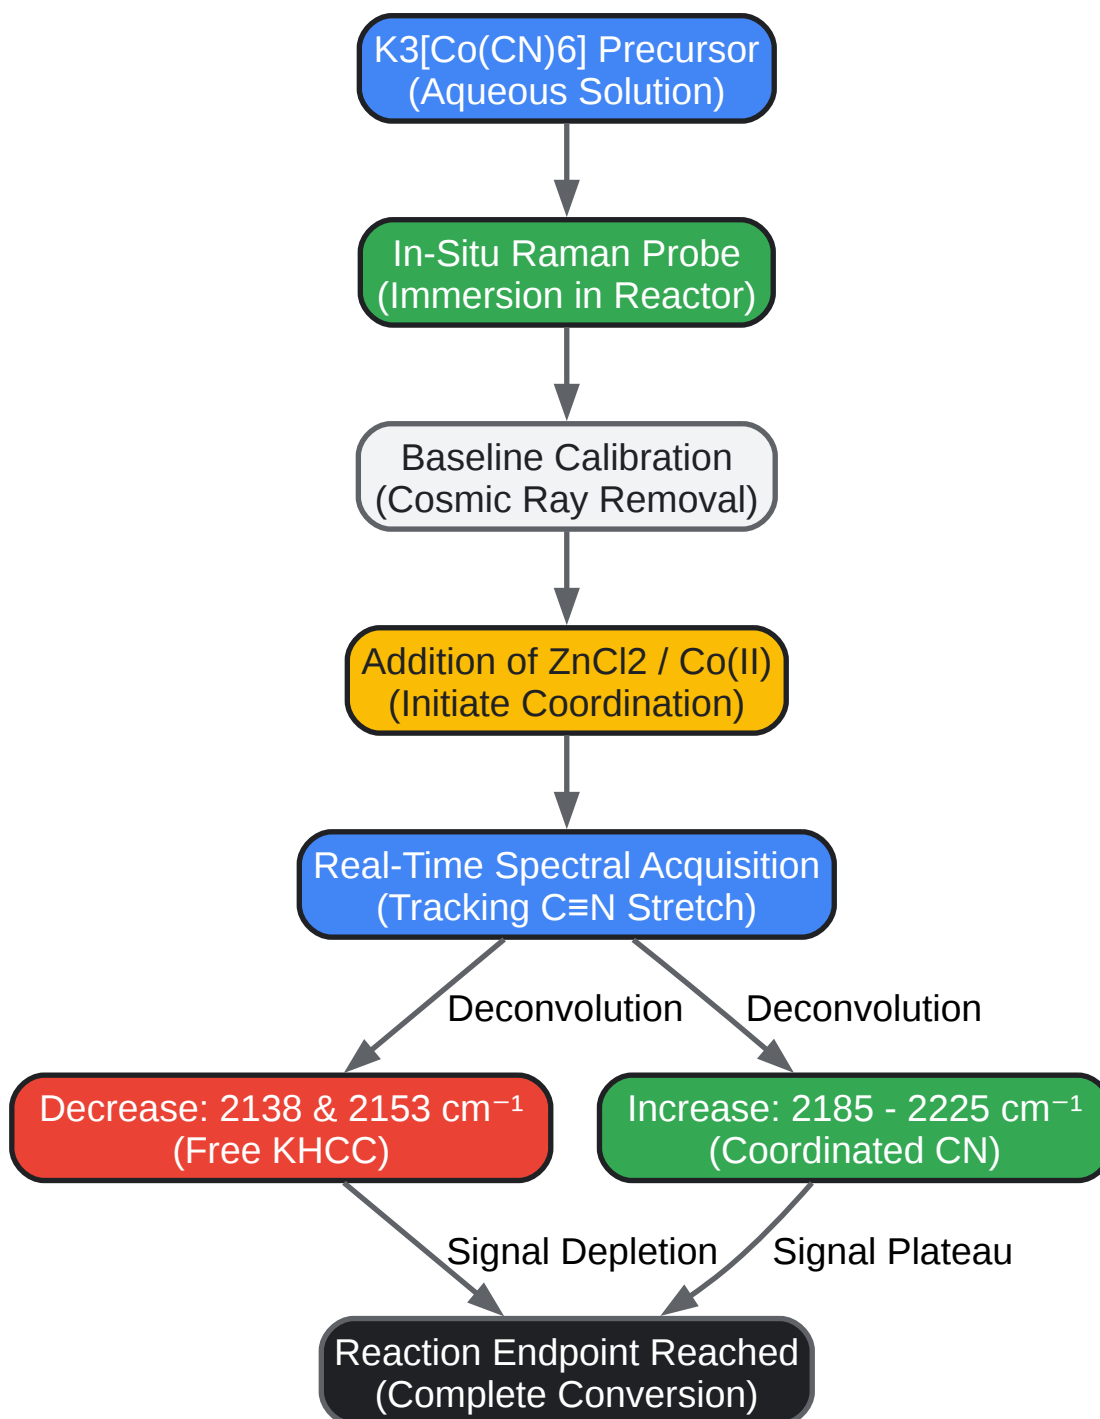 K3[Co(CN)6] Precursor
(Aqueous Solution)
In-Situ Raman Probe
(Immersion in Reactor)
Baseline Calibration
(Cosmic Ray Removal)
Addition of ZnCl2 / Co(II)
(Initiate Coordination)
Real-Time Spectral Acquisition
(Tracking C≡N Stretch)
Deconvolution
Deconvolution
Decrease: 2138 & 2153 cm⁻¹
(Free KHCC)
Increase: 2185 - 2225 cm⁻¹
(Coordinated CN)
Signal Depletion
Signal Plateau
Reaction Endpoint Reached
(Complete Conversion)